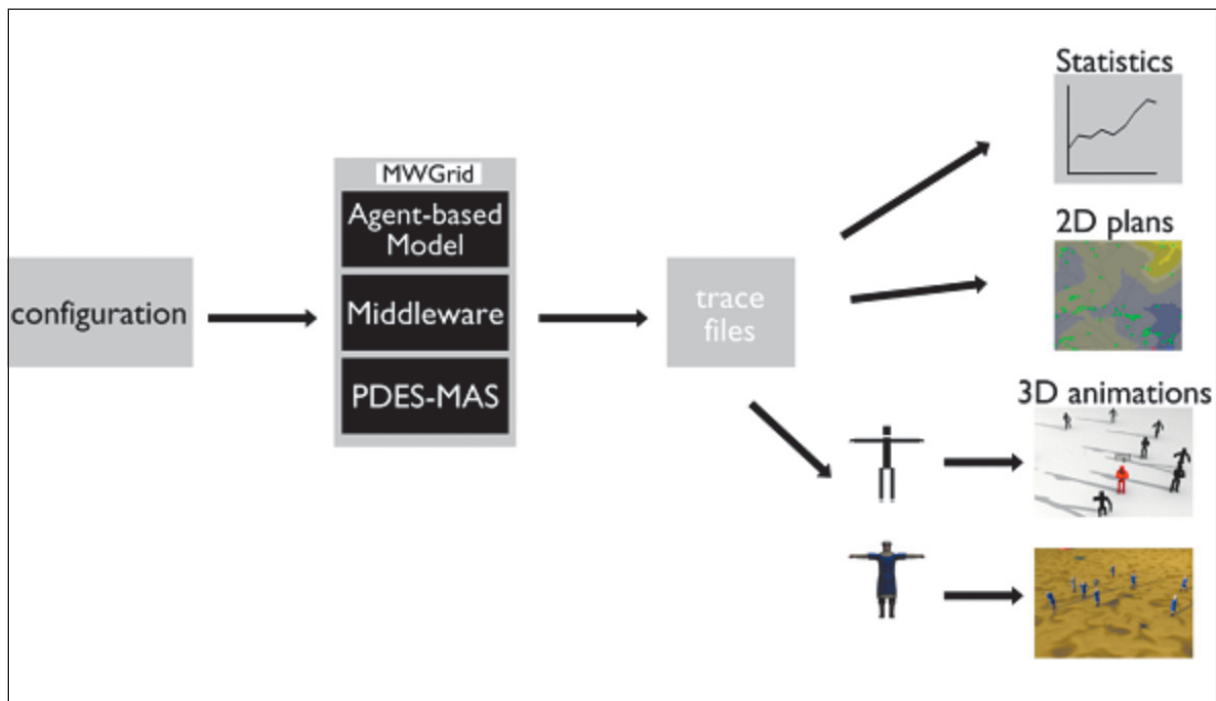 configuration
MWGrid
Agent-based
Model
Middleware
PDES-MAS
trace
files
Statistics
2D plans
3D animations